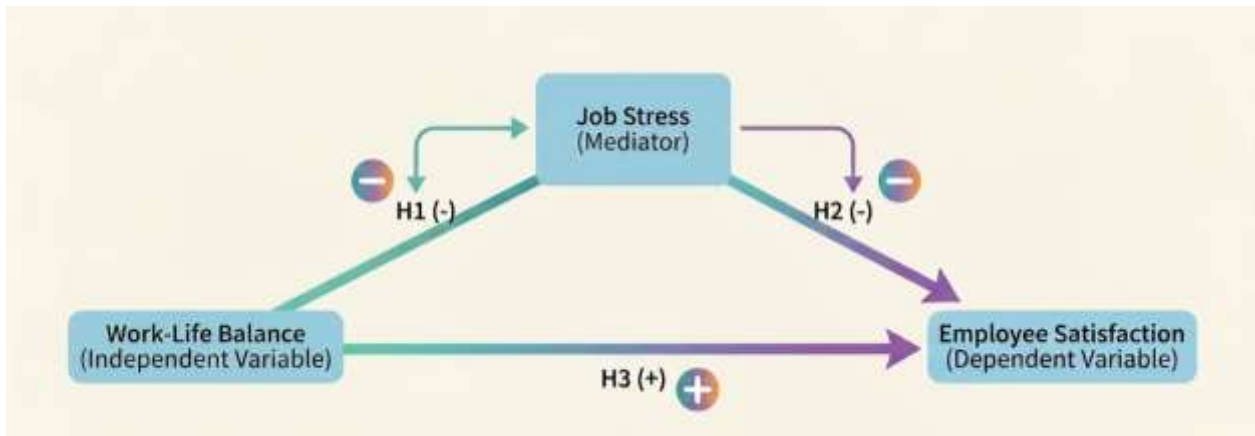 Job Stress
(Mediator)
H1 (-)
H2 (-)
Work-Life Balance
(Independent Variable)
Employee Satisfaction
(Dependent Variable)
H3 (+)